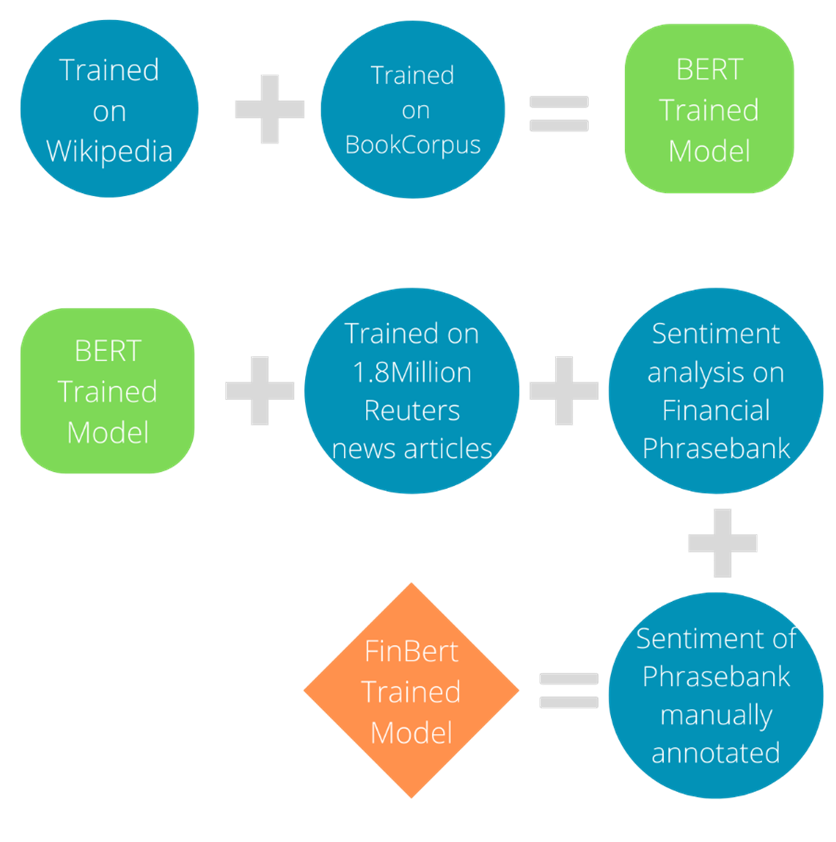 Trained
on
Wikipedia
Trained
on
BookCorpus
BERT
Trained
Model
BERT
Trained
Model
Trained on
1.8Million
Reuters
news articles
Sentiment
analysis on
Financial
Phrasebank
FinBert
Trained
Model
Sentiment of
Phrasebank
manually
annotated